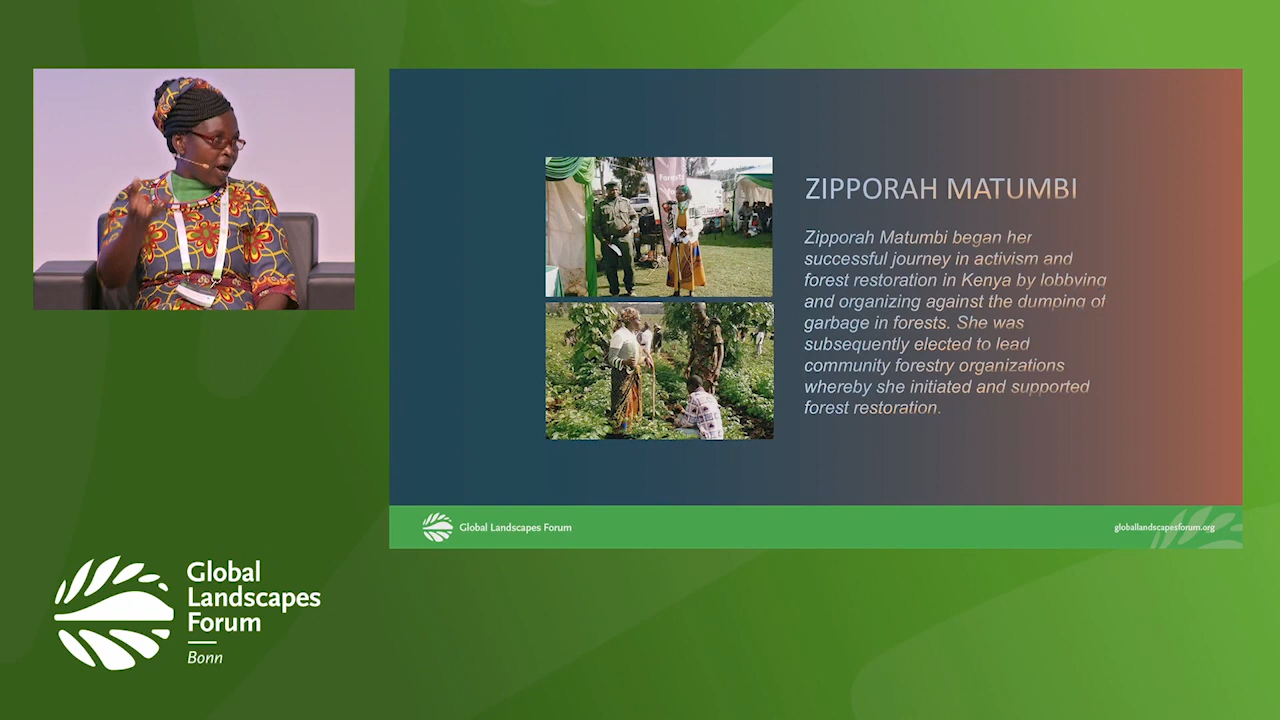 ZIPPORAH MATUMBI
Zipporah Matumbi began her
successful journey in activism and
forest restoration in Kenya by lobbying
and organizing against the dumping of
garbage in forests. She was
subsequently elected to lead
community forestry organizations
whereby she initiated and supported
forest restoration.
Global Landscapes Forum
globallandscapesforum.org
Global
Landscapes
Forum
Bonn